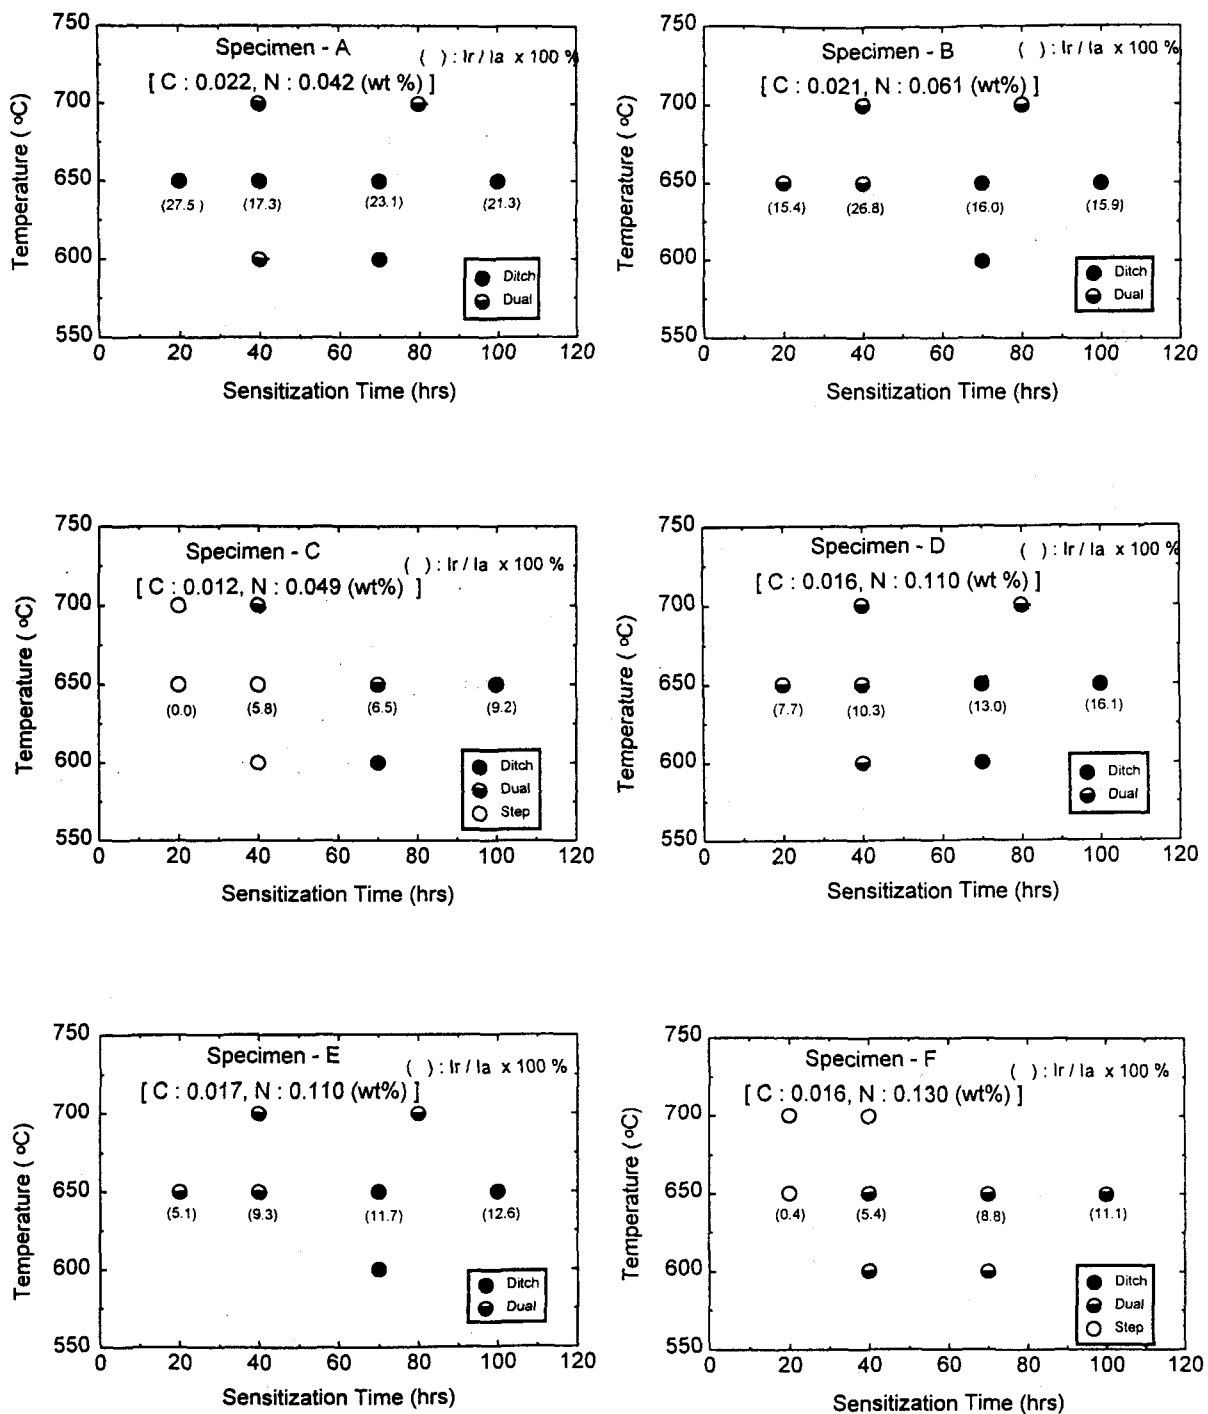 Specimen - A
( ) : Ir / Ia x 100 %
[ C : 0.022, N : 0.042 (wt %) ]
Temperature ( oC)
750
700
650
600
550
(27.5 )
(17.3)
(23.1)
(21.3)
Ditch
Dual
0 20 40 60 80 100 120
Sensitization Time (hrs)
Specimen - B
( ) : Ir / Ia x 100 %
[ C : 0.021, N : 0.061 (wt%) ]
Temperature ( oC)
750
700
650
600
550
(15.4)
(26.8)
(16.0)
(15.9)
Ditch
Dual
0 20 40 60 80 100 120
Sensitization Time (hrs)
Specimen - C
( ) : Ir / Ia x 100 %
[ C : 0.012, N : 0.049 (wt%) ]
Temperature ( oC)
750
700
650
600
550
(0.0)
(5.8)
(6.5)
(9.2)
Ditch
Dual
Step
0 20 40 60 80 100 120
Sensitization Time (hrs)
Specimen - D
( ) : Ir / Ia x 100 %
[ C : 0.016, N : 0.110 (wt %) ]
Temperature ( oC)
750
700
650
600
550
(7.7)
(10.3)
(13.0)
(16.1)
Ditch
Dual
0 20 40 60 80 100 120
Sensitization Time (hrs)
Specimen - E
( ) : Ir / Ia x 100 %
[ C : 0.017, N : 0.110 (wt%) ]
Temperature ( oC)
750
700
650
600
550
(5.1)
(9.3)
(11.7)
(12.6)
Ditch
Dual
0 20 40 60 80 100 120
Sensitization Time (hrs)
Specimen - F
( ) : Ir / Ia x 100 %
[ C : 0.016, N : 0.130 (wt%) ]
Temperature ( oC)
750
700
650
600
550
(0.4)
(5.4)
(8.8)
(11.1)
Ditch
Dual
Step
0 20 40 60 80 100 120
Sensitization Time (hrs)